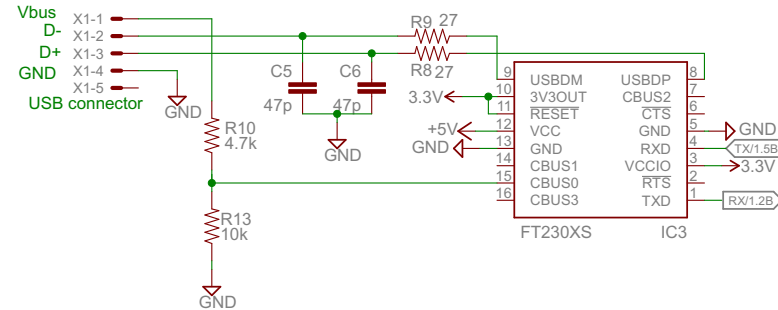 Vbus X1-1
D- X1-2
D+ X1-3
GND X1-4
X1-5
USB connector
GND
R9 27
R8 27
C5
47p
C6
47p
GND
R10
4.7k
R13
10k
GND
3.3V
+5V
GND
9 USBDM
10 3V3OUT
11 RESET
12 VCC
13 GND
14 CBUS1
15 CBUS0
16 CBUS3
USBDP 8
CBUS2 7
CTS 6
GND 5
RXD 4
VCCIO 3
RTS 2
TXD 1
GND
TX/1.5B
3.3V
RX/1.2B
FT230XS IC3